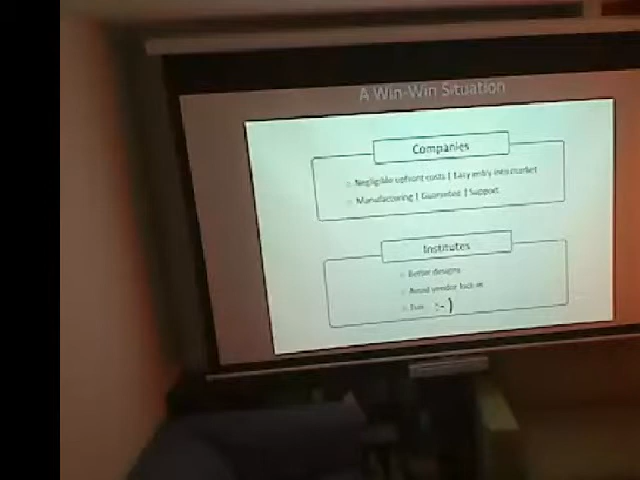 A Win-Win Situation
Companies
Negligible upfront costs | Easy entry into market
Manufacturing | Guarantee | Support
Institutes
Better designs
Avoid vendor lock in
Fun :-)